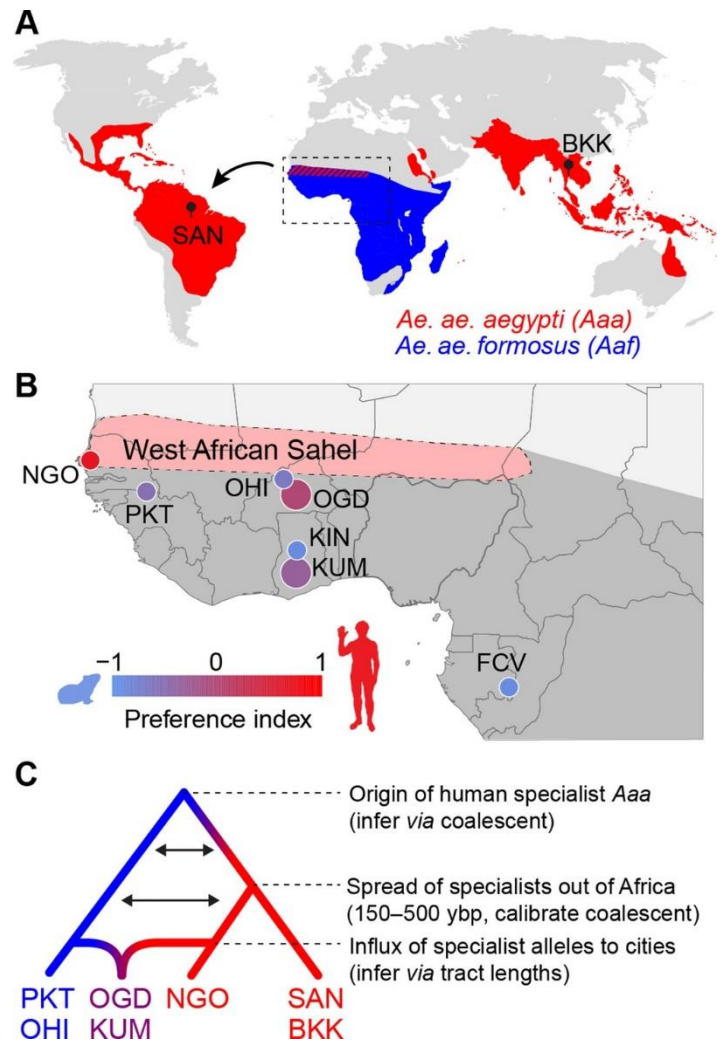 A
BKK
SAN
Ae. ae. aegypti (Aaa)
Ae. ae. formosus (Aaf)
B
West African Sahel
NGO
OHI
PKT
OGD
KIN
KUM
−1 0 1
FCV
Preference index
C
Origin of human specialist Aaa
(infer via coalescent)
Spread of specialists out of Africa
(150–500 ybp, calibrate coalescent)
Influx of specialist alleles to cities
(infer via tract lengths)
PKT OGD NGO SAN
OHI KUM BKK